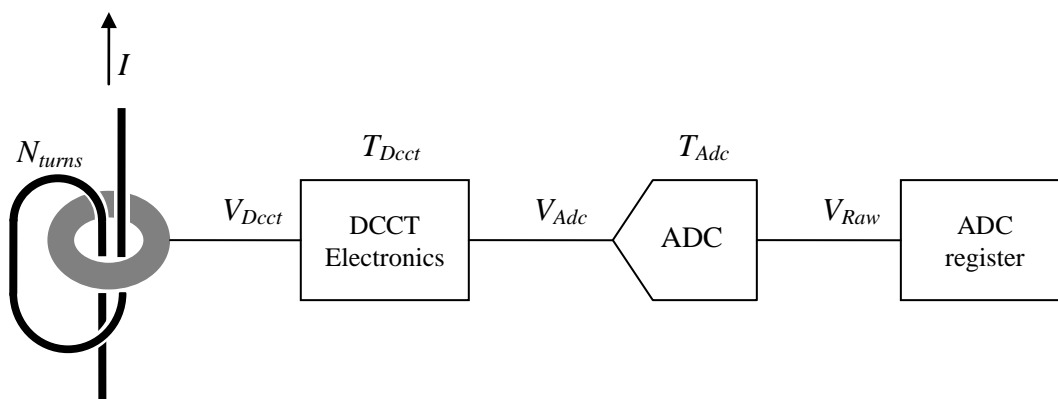 I
N_turns
T_Dcct
T_Adc
V_Dcct
DCCT
Electronics
V_Adc
ADC
V_Raw
ADC
register